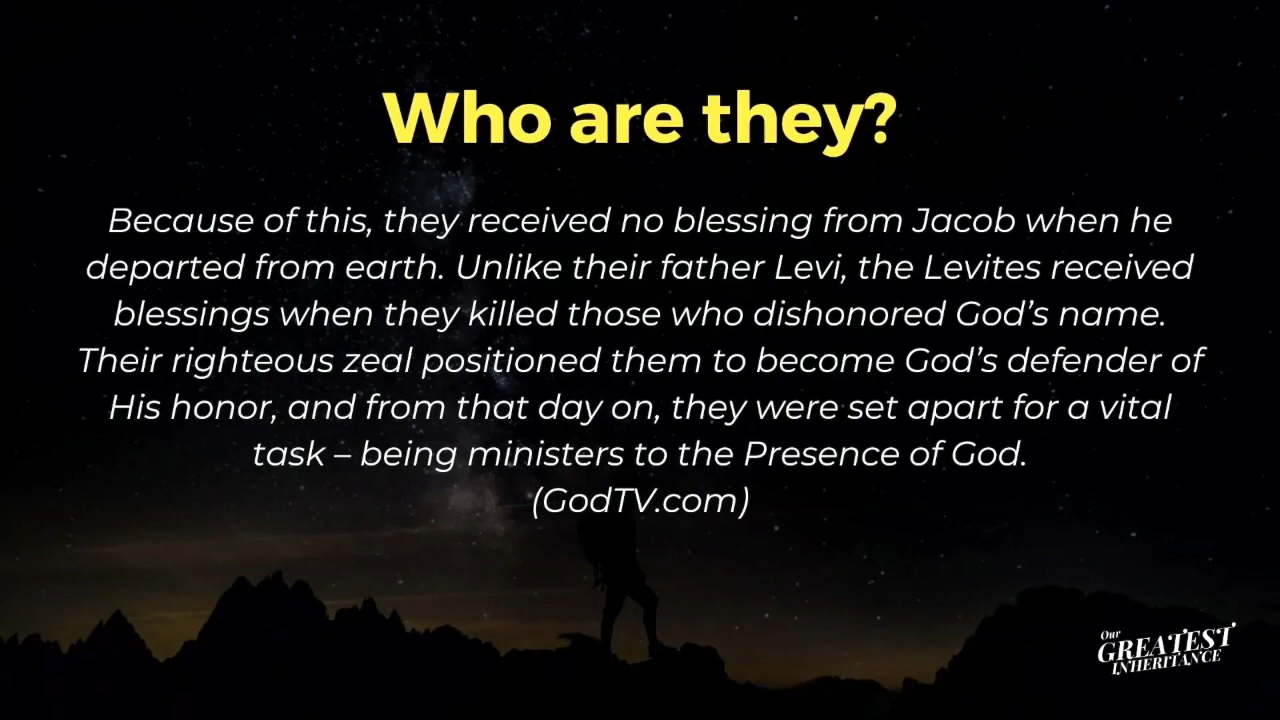 Who are they?
Because of this, they received no blessing from Jacob when he
departed from earth. Unlike their father Levi, the Levites received
blessings when they killed those who dishonored God’s name.
Their righteous zeal positioned them to become God’s defender of
His honor, and from that day on, they were set apart for a vital
task – being ministers to the Presence of God.
(GodTV.com)
Our
GREATEST
INHERITANCE